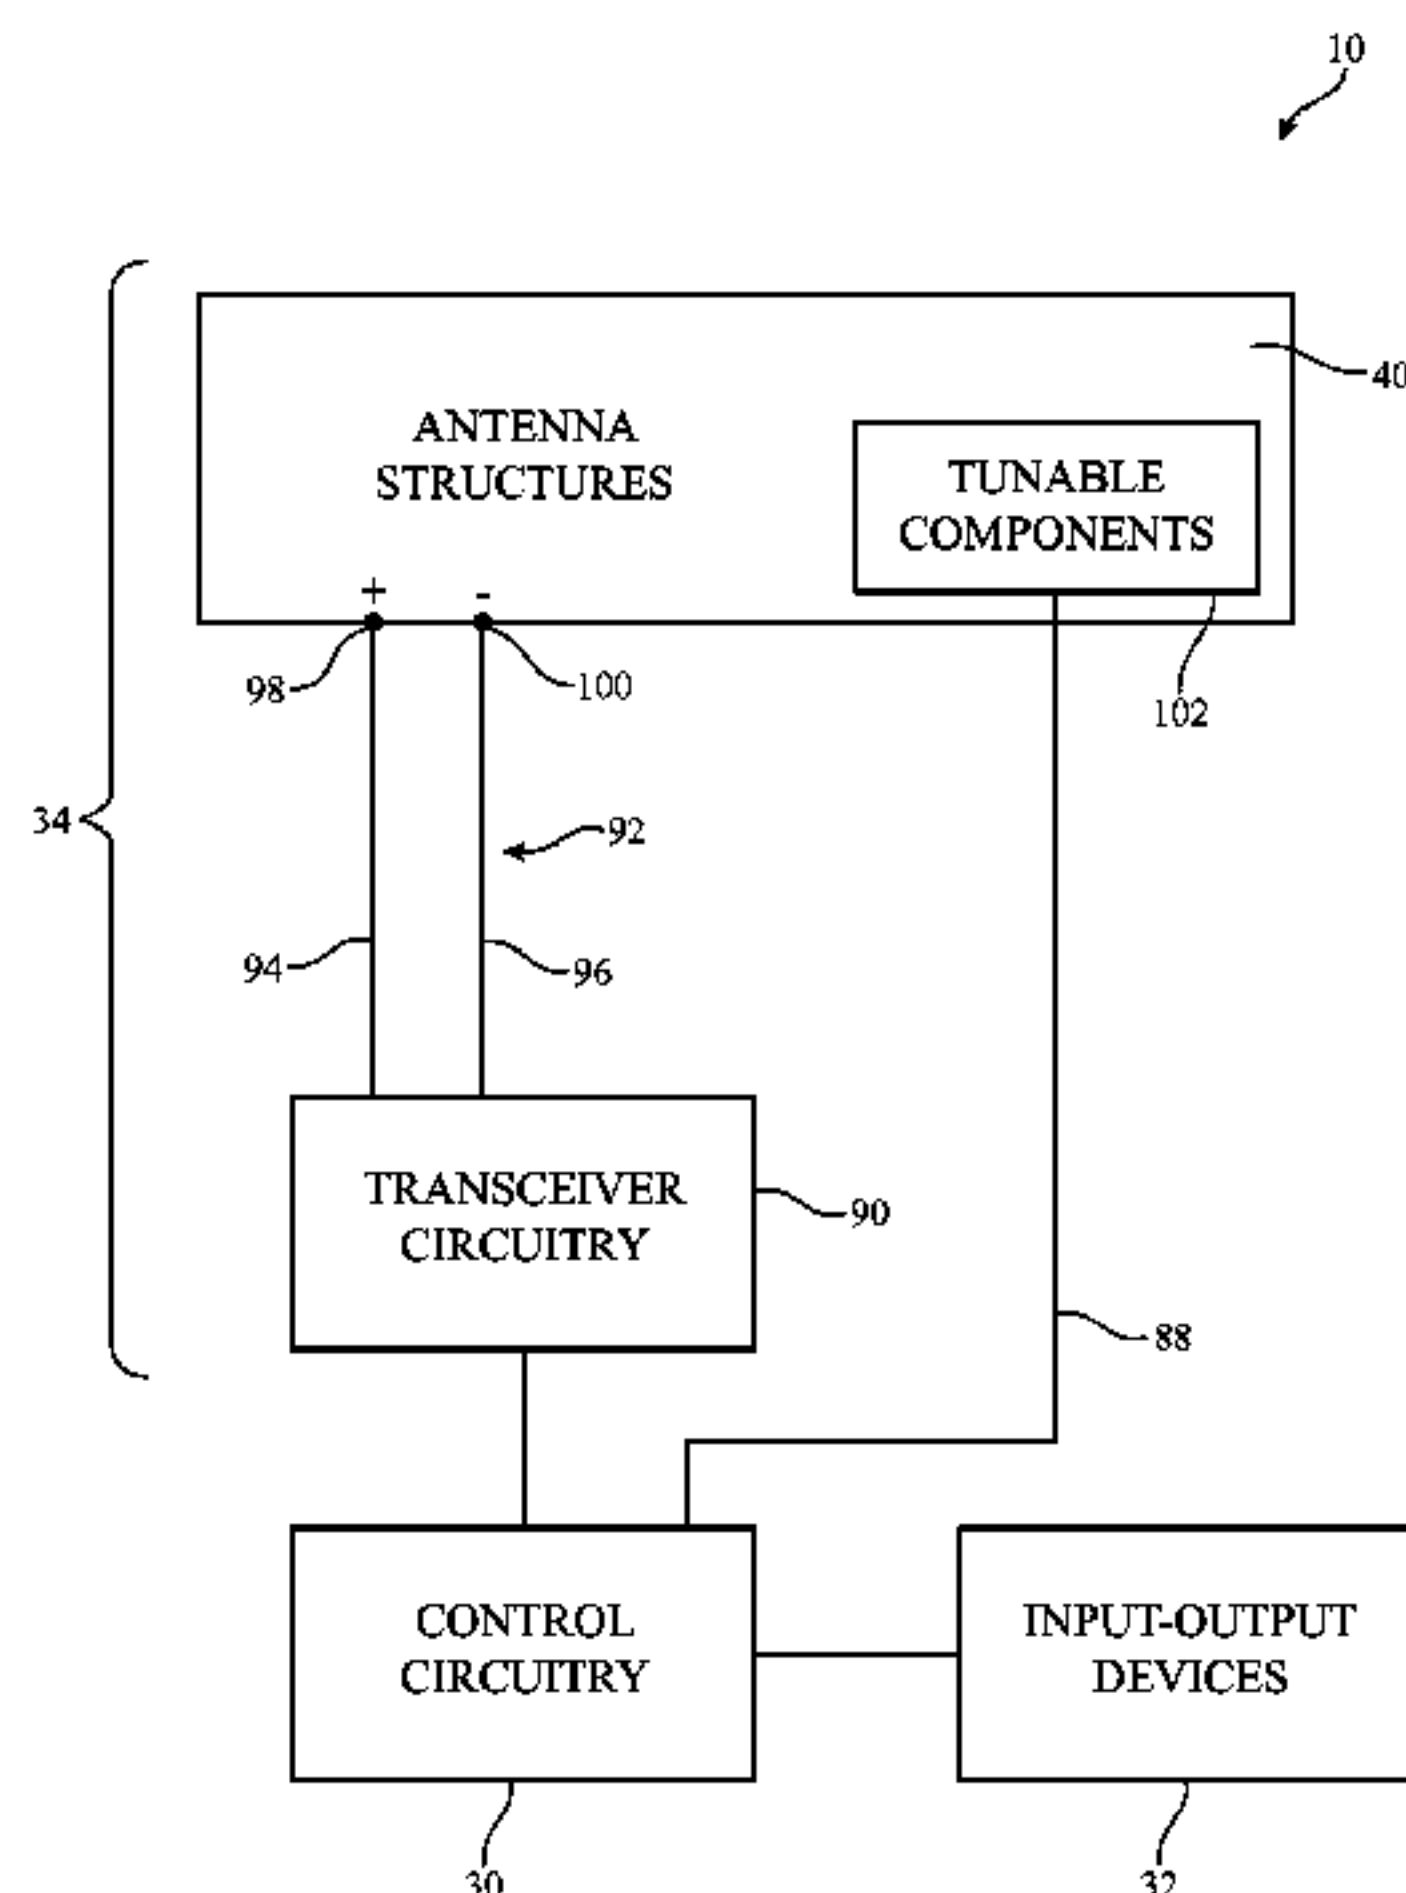 10
40
ANTENNA
STRUCTURES
TUNABLE
COMPONENTS
+ -
98
100
102
34
92
94
96
TRANSCEIVER
CIRCUITRY
90
88
CONTROL
CIRCUITRY
INPUT-OUTPUT
DEVICES
30
32